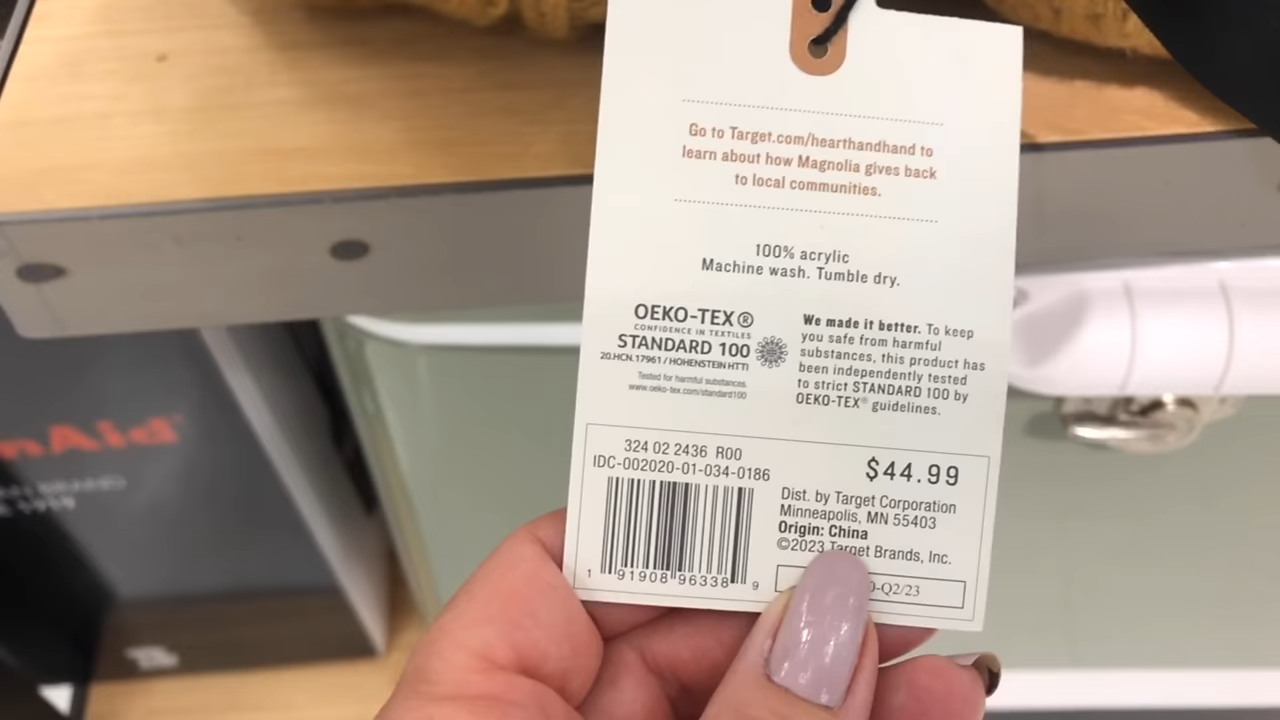 Go to Target.com/hearthandhand to
learn about how Magnolia gives back
to local communities.
100% acrylic
Machine wash. Tumble dry.
OEKO-TEX®
CONFIDENCE IN TEXTILES
STANDARD 100
20.HCN.17961 / HOHENSTEIN HTTI
Tested for harmful substances.
www.oeko-tex.com/standard100
We made it better. To keep
you safe from harmful
substances, this product has
been independently tested
to strict STANDARD 100 by
OEKO-TEX® guidelines.
324 02 2436 R00
IDC-002020-01-034-0186
1 91908 96338 9
$44.99
Dist. by Target Corporation
Minneapolis, MN 55403
Origin: China
©2023 Target Brands, Inc.
-Q2/23
nAid
BRAND